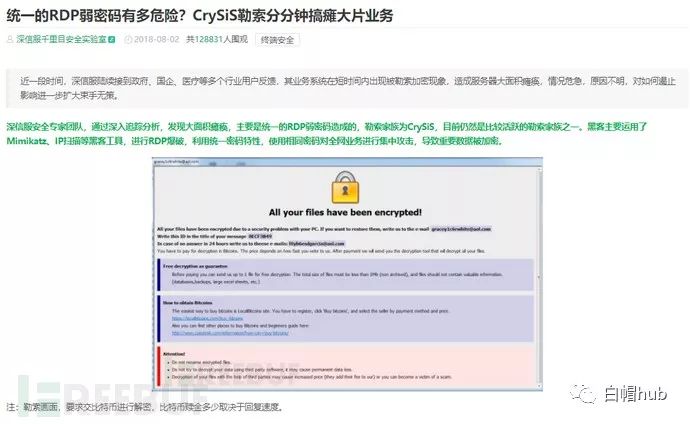 统一的RDP弱密码有多危险？CrySiS勒索分分钟搞瘫大片业务
深信服千里目安全实验室 2018-08-02 共128831人围观 终端安全
近一段时间，深信服陆续接到政府、国企、医疗等多个行业用户反馈，其业务系统在短时间内出现被勒索加密现象，造成服务器大面积瘫痪，情况危急，原因不明，对如何遏止
影响进一步扩大束手无策。
深信服安全专家团队，通过深入追踪分析，发现大面积瘫痪，主要是统一的RDP弱密码造成的，勒索家族为CrySiS，目前仍然是比较活跃的勒索家族之一。黑客主要运用了
Mimikatz、IP扫描等黑客工具，进行RDP爆破，利用统一密码特性，使用相同密码对全网业务进行集中攻击，导致重要数据被加密。
All your files have been encrypted!
All your files have been encrypted due to a security problem with your PC. If you want to restore them, write us to the e-mail
Write this ID in the title of your message
In case of no answer in 24 hours write us to theese e-mails:
You have to pay for decryption in Bitcoins. The price depends on how fast you write to us. After payment we will send you the decryption tool that will decrypt all your files.
Free decryption as guarantee
Before paying you can send us up to 1 file for free decryption. The total size of files must be less than 1Mb (non archived), and files should not contain valuable information.
(databases,backups, large excel sheets, etc.)
How to obtain Bitcoins
The easiest way to buy bitcoins is LocalBitcoins site. You have to register, click 'Buy bitcoins', and select the seller by payment method and price.
Also you can find other places to buy Bitcoins and beginners guide here:
Attention!
Do not rename encrypted files.
Do not try to decrypt your data using third party software, it may cause permanent data loss.
Decryption of your files with the help of third parties may cause increased price (they add their fee to our) or you can become a victim of a scam.
FREEBUF
白帽hub
注：勒索画面，要求交比特币进行解密，比特币赎金多少取决于回复速度。